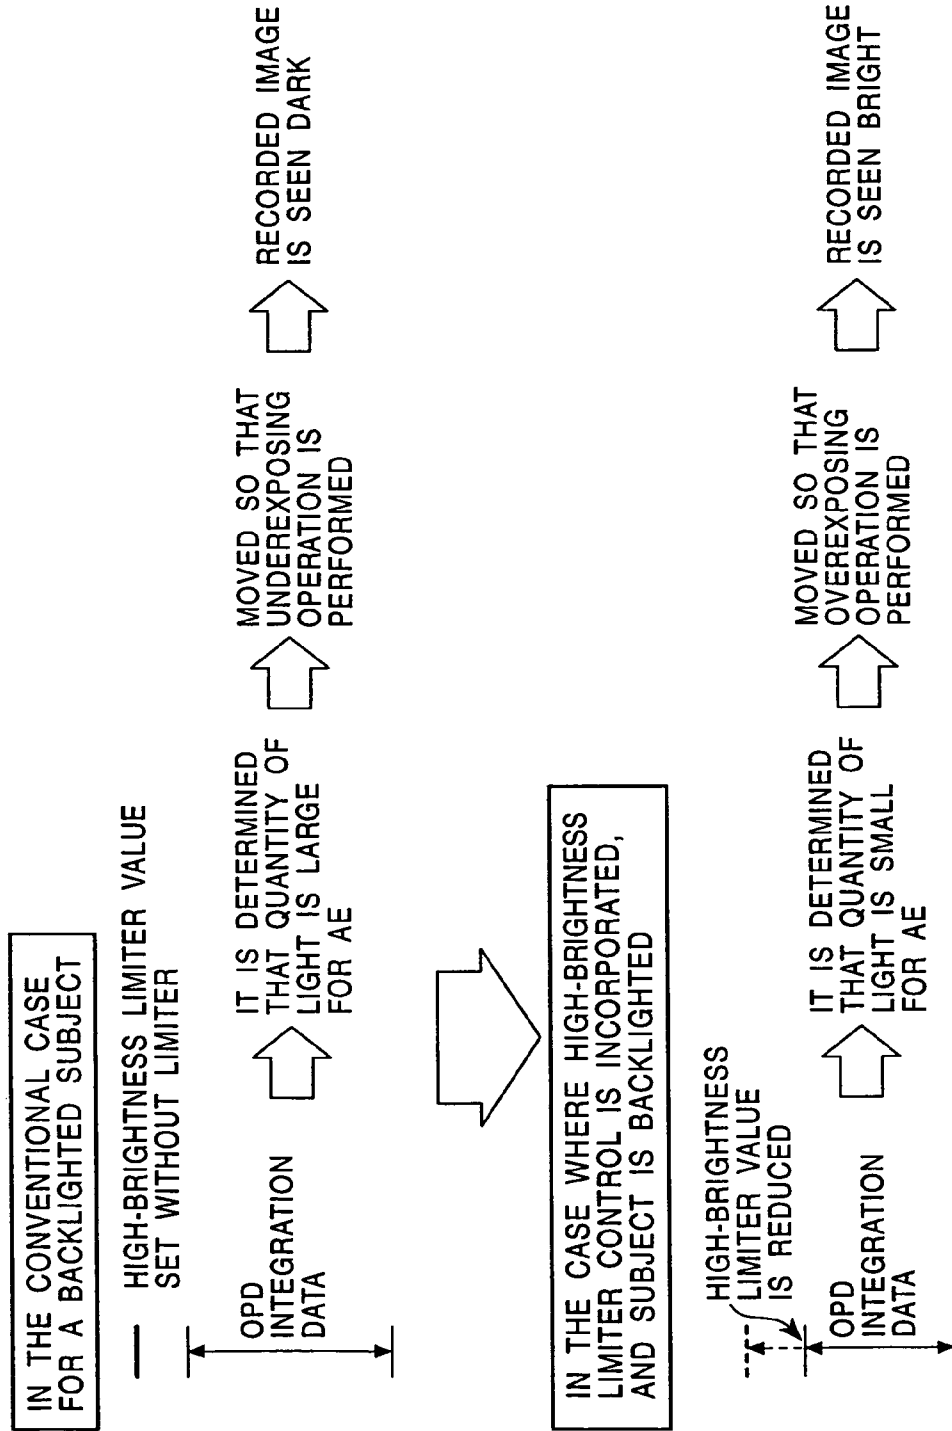 IN THE CONVENTIONAL CASE
FOR A BACKLIGHTED SUBJECT
HIGH-BRIGHTNESS LIMITER VALUE
SET WITHOUT LIMITER
OPD
INTEGRATION
DATA
IT IS DETERMINED
THAT QUANTITY OF
LIGHT IS LARGE
FOR AE
MOVED SO THAT
UNDEREXPOSING
OPERATION IS
PERFORMED
RECORDED IMAGE
IS SEEN DARK
IN THE CASE WHERE HIGH-BRIGHTNESS
LIMITER CONTROL IS INCORPORATED,
AND SUBJECT IS BACKLIGHTED
HIGH-BRIGHTNESS
LIMITER VALUE
IS REDUCED
OPD
INTEGRATION
DATA
IT IS DETERMINED
THAT QUANTITY OF
LIGHT IS SMALL
FOR AE
MOVED SO THAT
OVEREXPOSING
OPERATION IS
PERFORMED
RECORDED IMAGE
IS SEEN BRIGHT